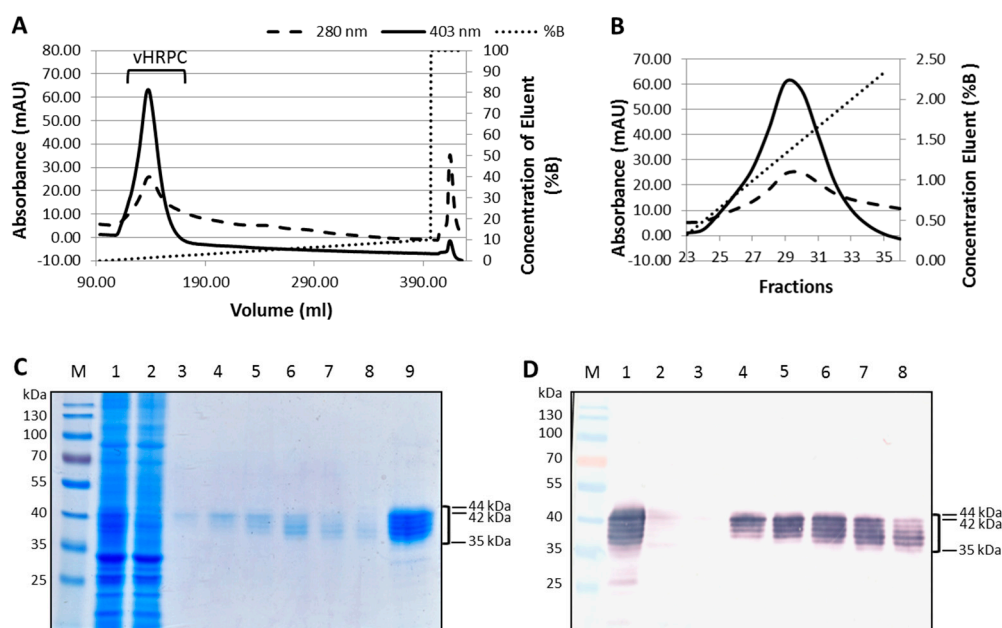 A
280 nm 403 nm %B
vHRPC
Absorbance (mAU)
80.00
70.00
60.00
50.00
40.00
30.00
20.00
10.00
0.00
-10.00
90.00 190.00 290.00 390.00
Volume (ml)
100
90
80
70
60
50
40
30
20
10
0
Concentration of Eluent
(%B)
B
Absorbance (mAU)
70.00
60.00
50.00
40.00
30.00
20.00
10.00
0.00
-10.00
23 25 27 29 31 33 35
Fractions
2.50
2.00
1.50
1.00
0.50
0.00
Concentration Eluent (%B)
C
M 1 2 3 4 5 6 7 8 9
kDa
130
100
70
55
40
35
25
44 kDa
42 kDa
35 kDa
D
M 1 2 3 4 5 6 7 8
kDa
130
100
70
55
40
35
25
44 kDa
42 kDa
35 kDa